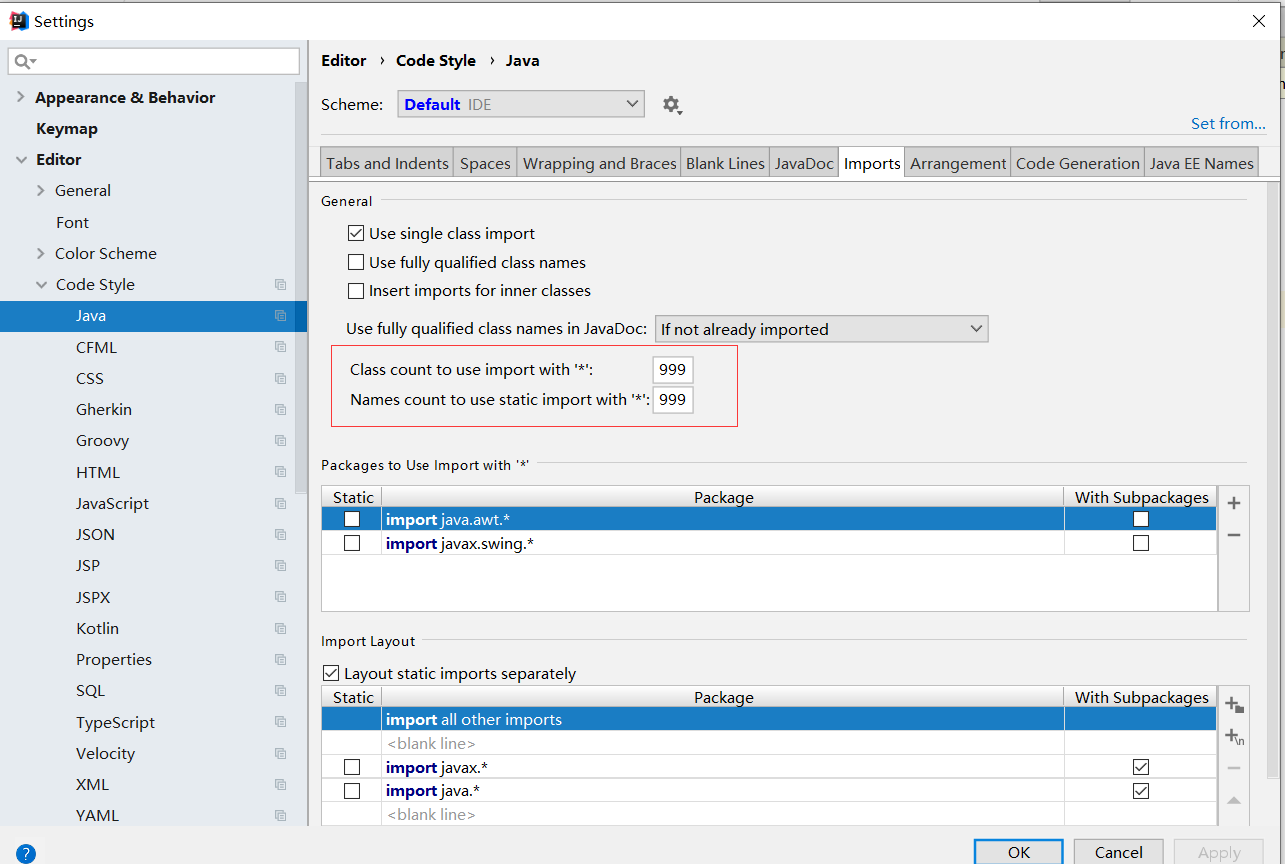 Settings
Appearance & Behavior
Keymap
Editor
General
Font
Color Scheme
Code Style
Java
CFML
CSS
Gherkin
Groovy
HTML
JavaScript
JSON
JSP
JSPX
Kotlin
Properties
SQL
TypeScript
Velocity
XML
YAML
?
Editor › Code Style › Java
Scheme: Default IDE
Set from...
Tabs and Indents Spaces Wrapping and Braces Blank Lines JavaDoc Imports Arrangement Code Generation Java EE Names
General
Use single class import
Use fully qualified class names
Insert imports for inner classes
Use fully qualified class names in JavaDoc: If not already imported
Class count to use import with '*': 999
Names count to use static import with '*': 999
Packages to Use Import with '*'
Static Package With Subpackages
import java.awt.*
import javax.swing.*
Import Layout
Layout static imports separately
Static Package With Subpackages
import all other imports
<blank line>
import javax.*
import java.*
<blank line>
OK Cancel Apply